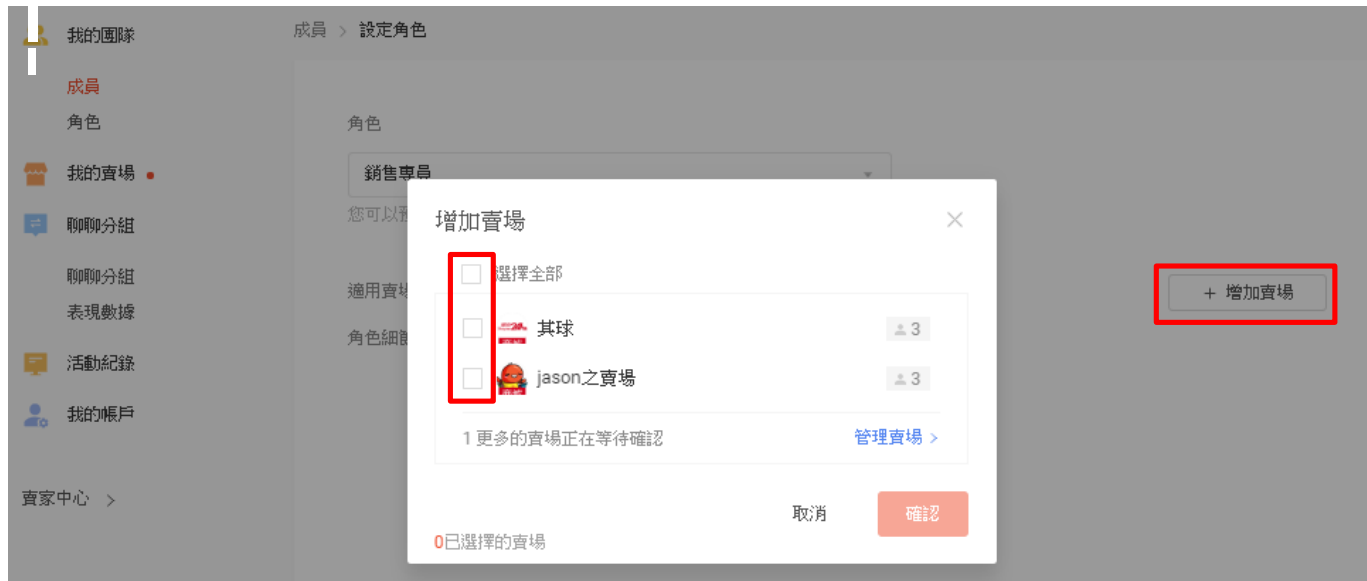 我的團隊
成員
角色
我的賣場
聊聊分組
聊聊分組
表現數據
活動紀錄
我的帳戶
賣家中心 >
成員 > 設定角色
角色
銷售專員
您可以預
適用賣場
角色細節
+ 增加賣場
增加賣場
選擇全部
其球 3
jason之賣場 3
1 更多的賣場正在等待確認 管理賣場 >
取消 確認
0已選擇的賣場